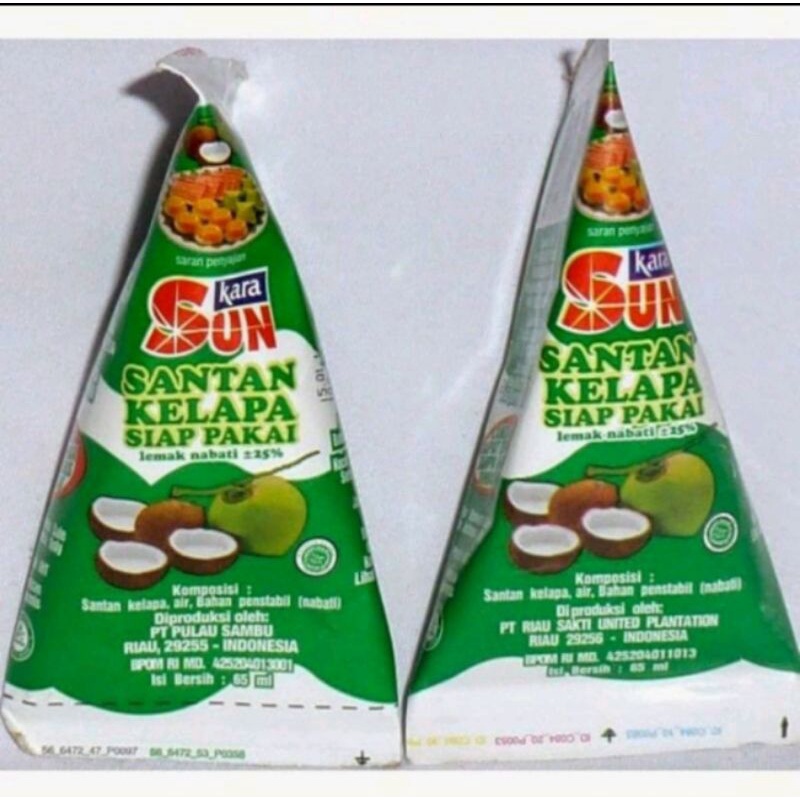 saran penyajian
kara
SUN
SANTAN
KELAPA
SIAP PAKAI
lemak nabati ±25%
Komposisi :
Santan kelapa, air, Bahan penstabil (nabati)
Diproduksi oleh:
PT PULAU SAMBU
RIAU, 29255 - INDONESIA
BPOM RI MD. 425204013001
Isi Bersih : 65 ml
56_6472_47_P0097 66_6472_53_P0358
saran penyajian
kara
SUN
SANTAN
KELAPA
SIAP PAKAI
lemak nabati ±25%
Komposisi :
Santan kelapa, air, Bahan penstabil (nabati)
Diproduksi oleh:
PT RIAU SAKTI UNITED PLANTATION
RIAU 29256 - INDONESIA
BPOM RI MD. 425204011013
Isi Bersih : 65 ml